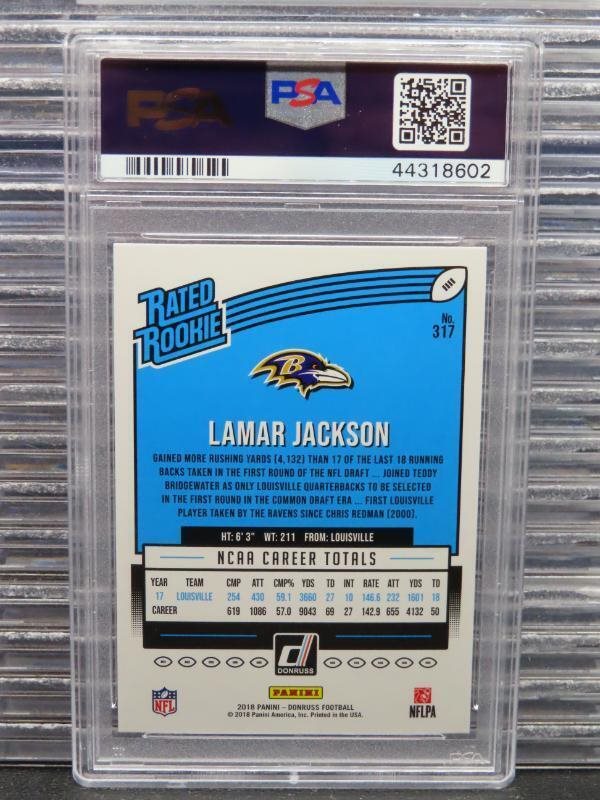 PSA PSA
44318602
RATED
ROOKIE
No.
317
B
LAMAR JACKSON
GAINED MORE RUSHING YARDS (4,132) THAN 17 OF THE LAST 18 RUNNING
BACKS TAKEN IN THE FIRST ROUND OF THE NFL DRAFT ... JOINED TEDDY
BRIDGEWATER AS ONLY LOUISVILLE QUARTERBACKS TO BE SELECTED
IN THE FIRST ROUND IN THE COMMON DRAFT ERA ... FIRST LOUISVILLE
PLAYER TAKEN BY THE RAVENS SINCE CHRIS REDMAN (2000).
HT: 6' 3" WT: 211 FROM: LOUISVILLE
NCAA CAREER TOTALS
YEAR TEAM CMP ATT CMP% YDS TD INT RATE ATT YDS TD
17 LOUISVILLE 254 430 59.1 3660 27 10 146.6 232 1601 18
CAREER 619 1086 57.0 9043 69 27 142.9 655 4132 50
d
DONRUSS
NFL
PANINI
NFLPA
2018 PANINI – DONRUSS FOOTBALL
© 2018 Panini America, Inc. Printed in the USA.
PSA